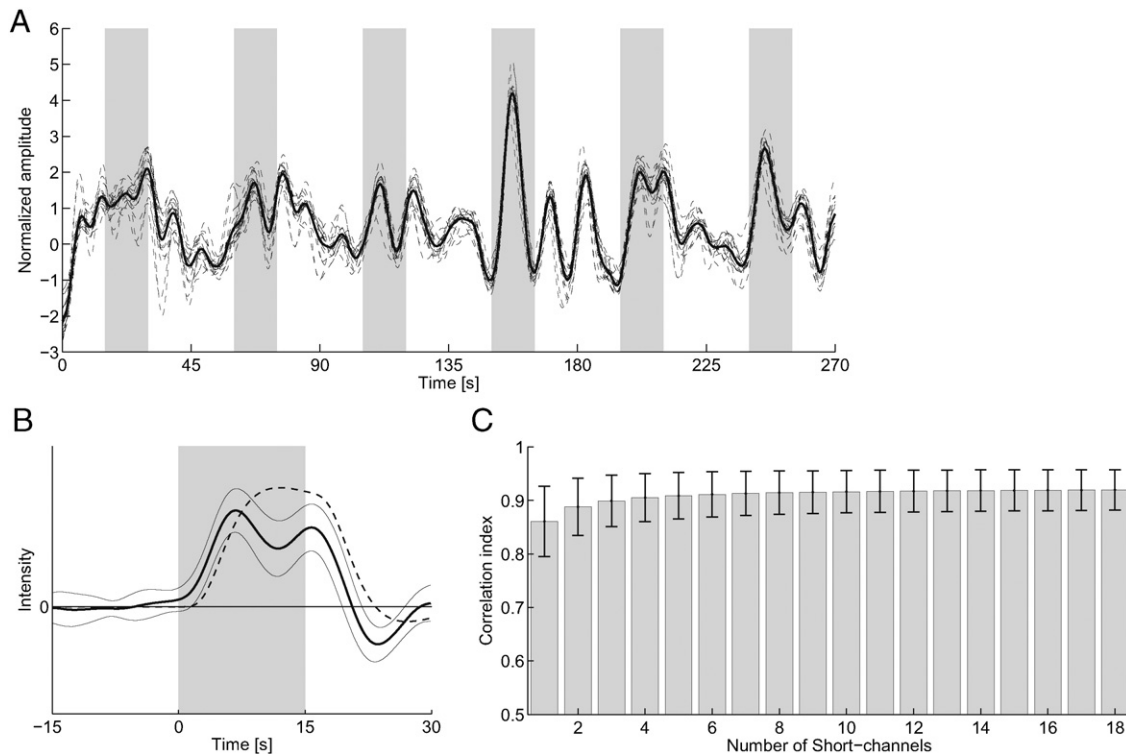 A
Normalized amplitude
6
5
4
3
2
1
0
−1
−2
−3
0 45 90 135 180 225 270
Time [s]
B
Intensity
0
−15 0 15 30
Time [s]
C
Correlation index
1
0.9
0.8
0.7
0.6
0.5
2 4 6 8 10 12 14 16 18
Number of Short−channels